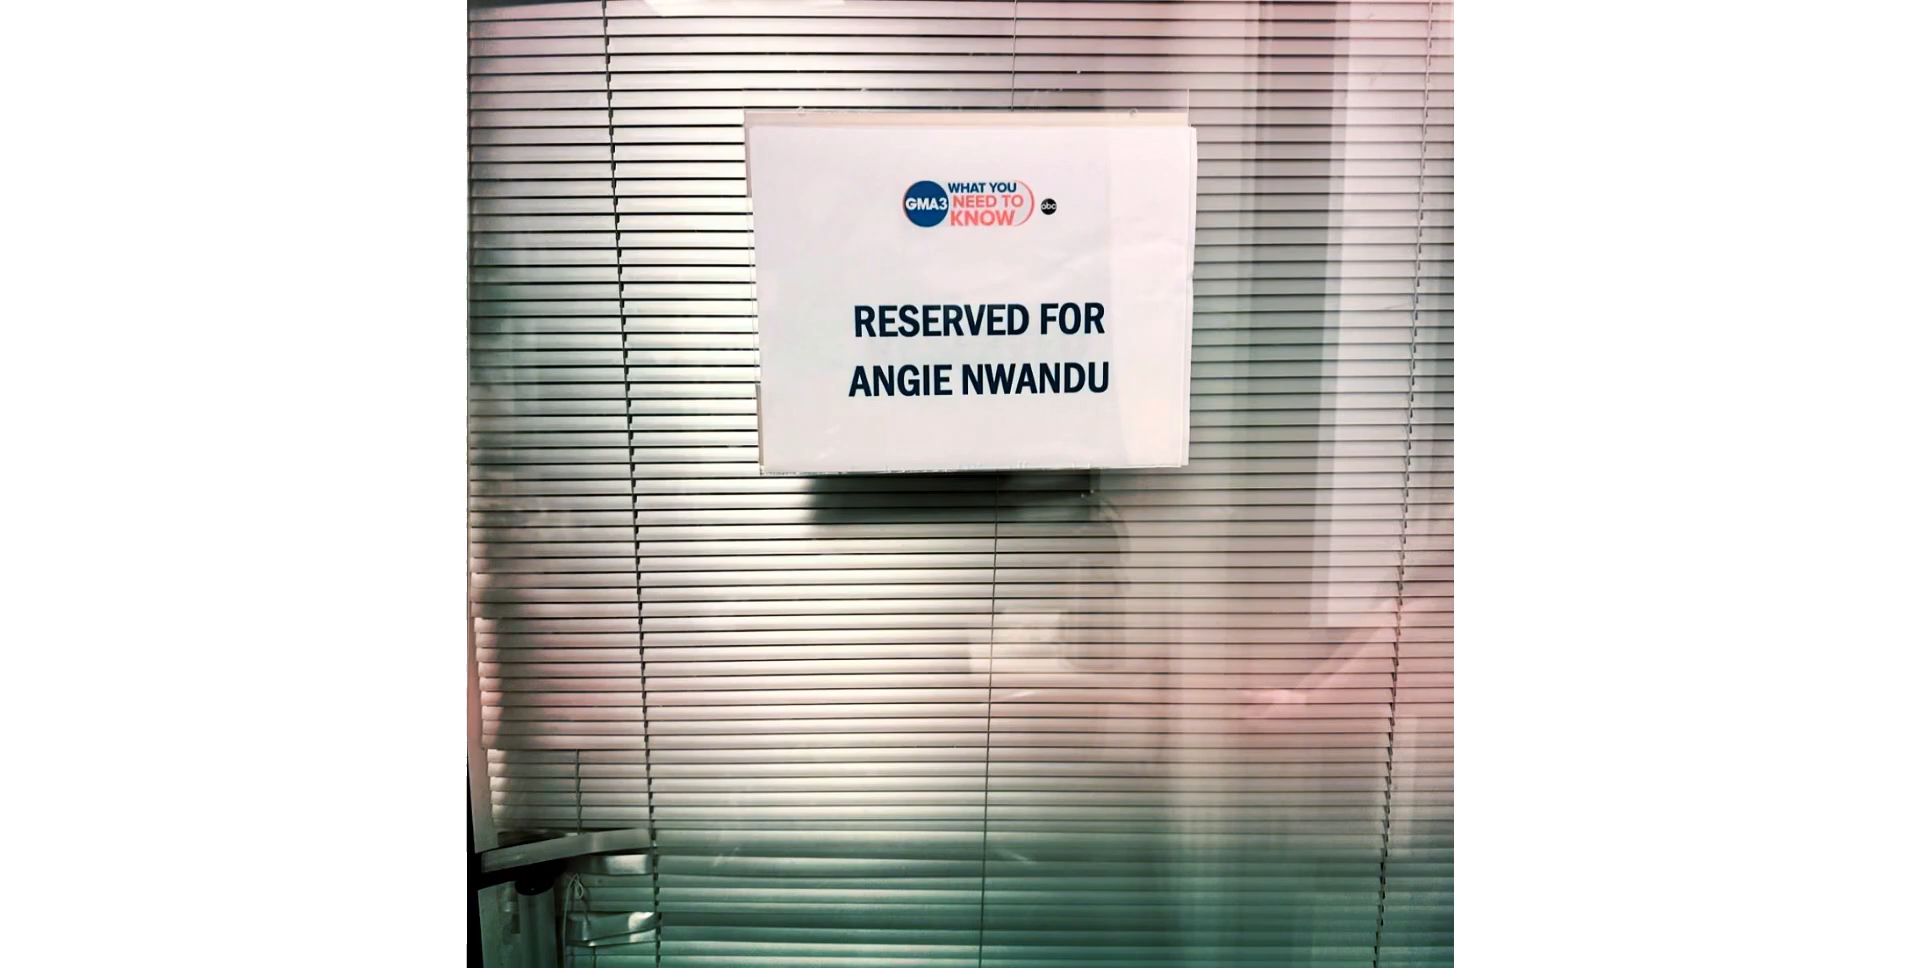 GMA3
WHAT YOU
NEED TO
KNOW
abc
RESERVED FOR
ANGIE NWANDU